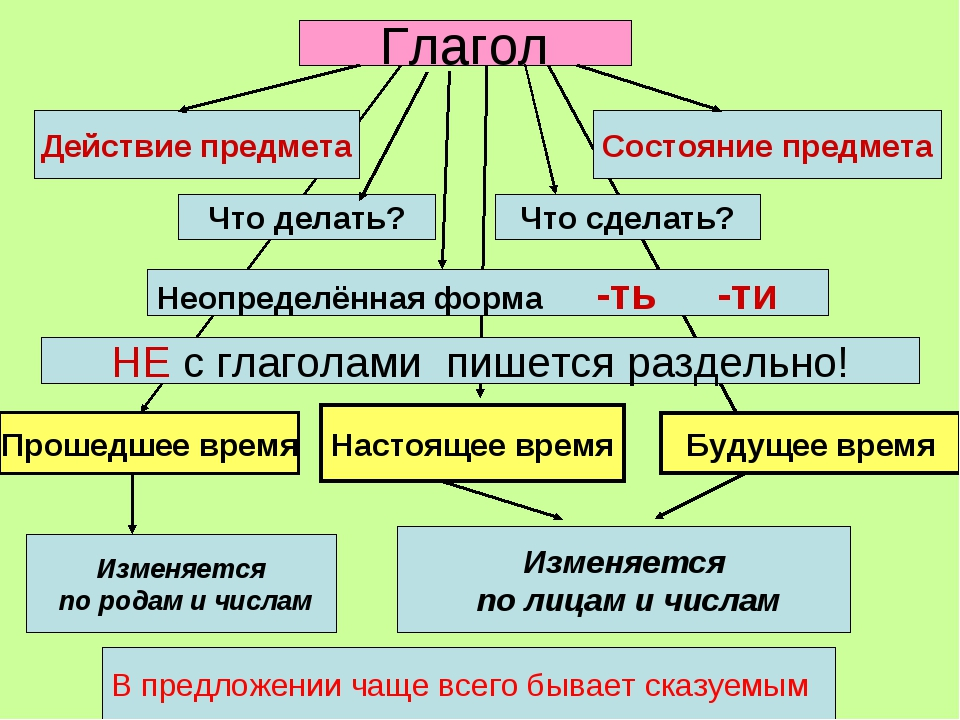 Глагол
Действие предмета
Состояние предмета
Что делать?
Что сделать?
Неопределённая форма -ть -ти
НЕ с глаголами пишется раздельно!
Прошедшее время
Настоящее время
Будущее время
Изменяется
по родам и числам
Изменяется
по лицам и числам
В предложении чаще всего бывает сказуемым